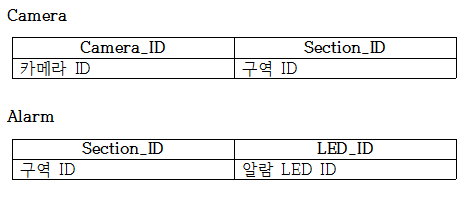 Camera
Camera_ID Section_ID
카메라 ID 구역 ID
Alarm
Section_ID LED_ID
구역 ID 알람 LED ID